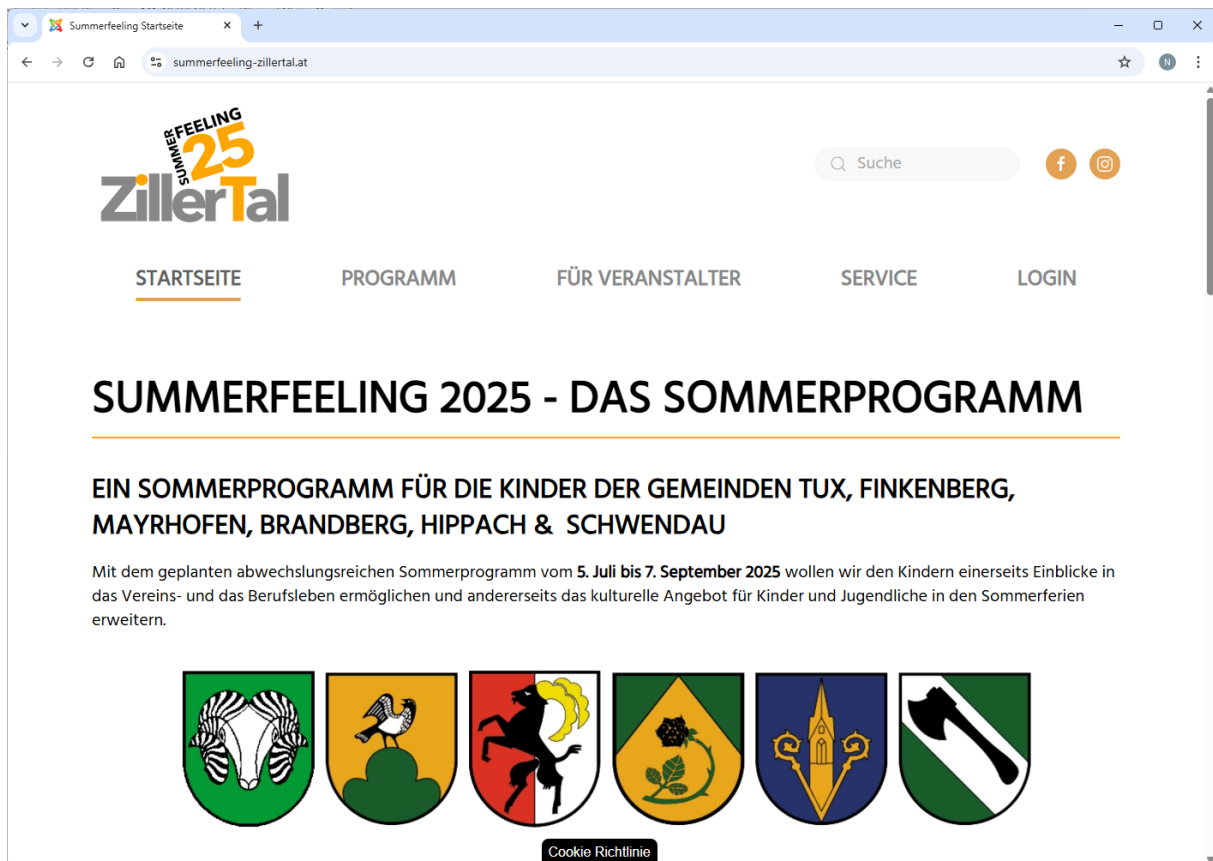 Summerfeeling Startseite
summerfeeling-zillertal.at
N
SUMMERFEELING
25
ZillerTal
Suche
STARTSEITE PROGRAMM FÜR VERANSTALTER SERVICE LOGIN
SUMMERFEELING 2025 - DAS SOMMERPROGRAMM
EIN SOMMERPROGRAMM FÜR DIE KINDER DER GEMEINDEN TUX, FINKENBERG,
MAYRHOFEN, BRANDBERG, HIPPACH & SCHWENDAU
Mit dem geplanten abwechslungsreichen Sommerprogramm vom 5. Juli bis 7. September 2025 wollen wir den Kindern einerseits Einblicke in
das Vereins- und das Berufsleben ermöglichen und andererseits das kulturelle Angebot für Kinder und Jugendliche in den Sommerferien
erweitern.
Cookie Richtlinie